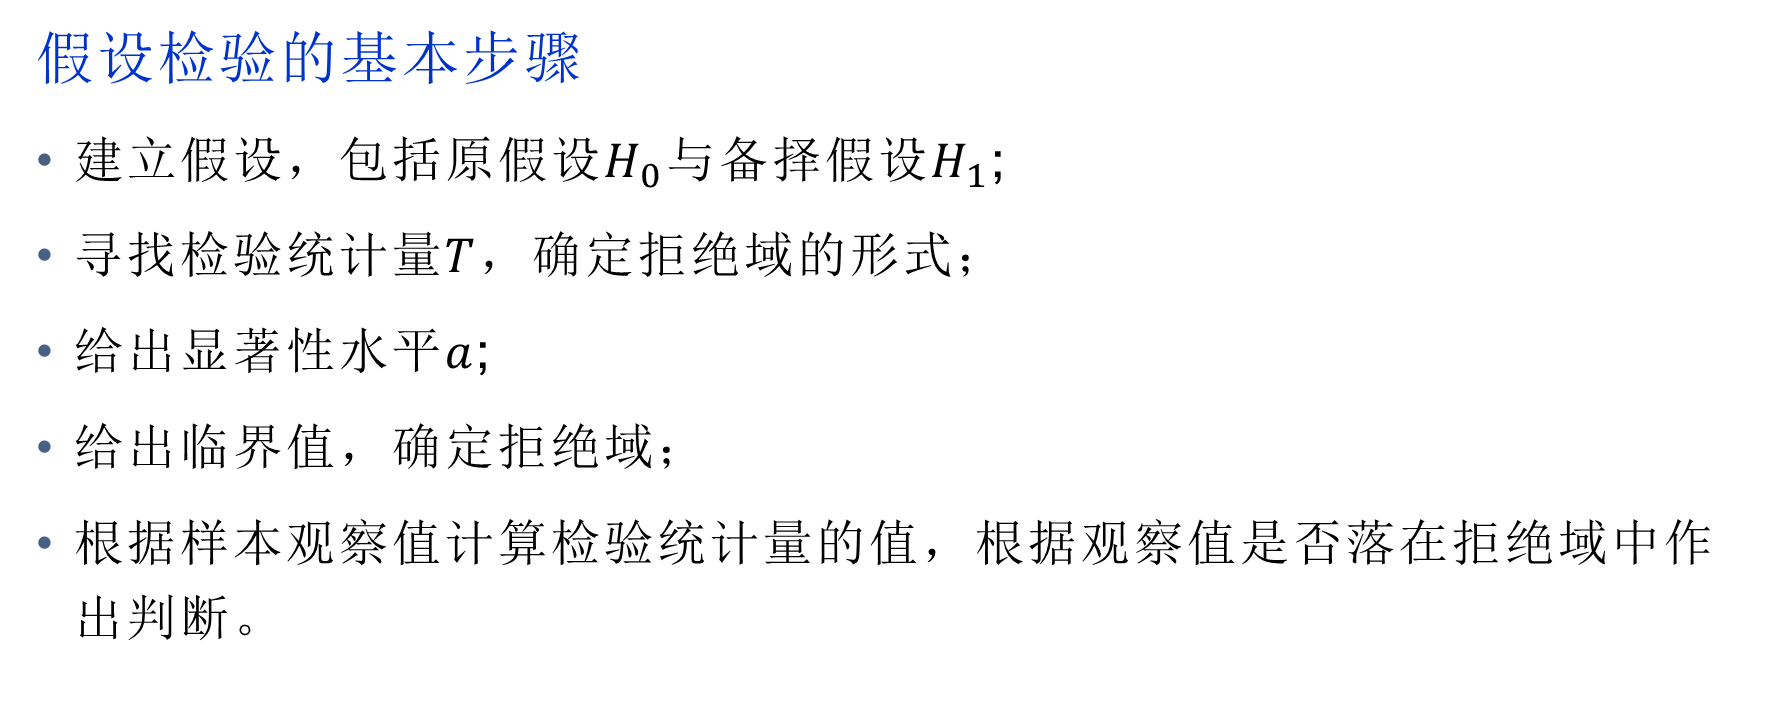 假设检验的基本步骤
• 建立假设，包括原假设H₀与备择假设H₁;
• 寻找检验统计量T，确定拒绝域的形式；
• 给出显著性水平a;
• 给出临界值，确定拒绝域；
• 根据样本观察值计算检验统计量的值，根据观察值是否落在拒绝域中作
出判断。